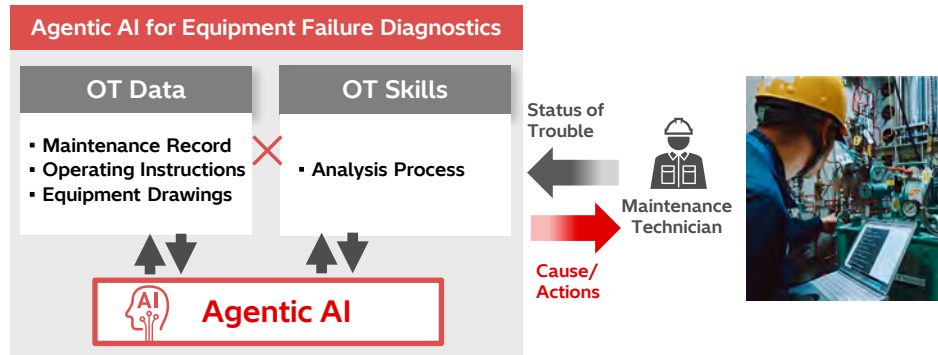 Agentic AI for Equipment Failure Diagnostics
OT Data
▪ Maintenance Record
▪ Operating Instructions
▪ Equipment Drawings
OT Skills
▪ Analysis Process
AI
Agentic AI
Status of
Trouble
Maintenance
Technician
Cause/
Actions